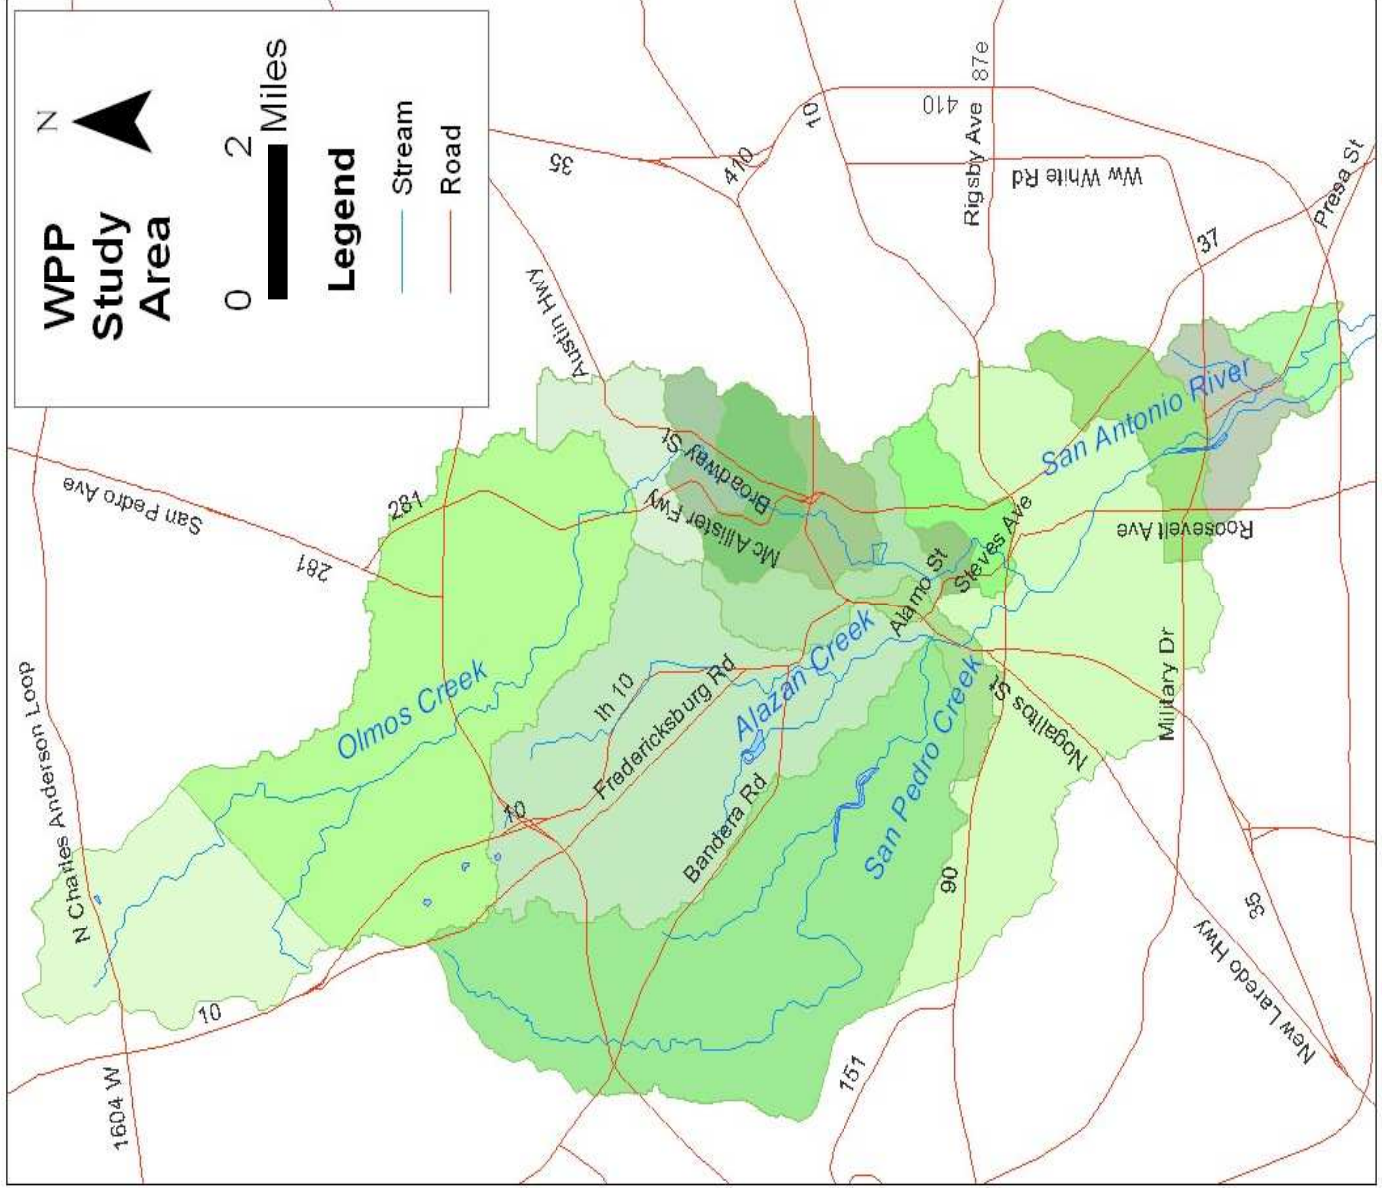 WPP
Study
Area
N
0 2
Miles
Legend
Stream
Road
N Charles Anderson Loop
1604 W
10
San Pedro Ave
281
281
Olmos Creek
10
Ih 10
Fredericksburg Rd
Bandera Rd
Alazan Creek
San Pedro Creek
Austin Hwy
35
410
10
410
87e
Rigsby Ave
Ww White Rd
37
Presa St
Broadway St
Mc Allister Fwy
Alamo St
Steves Ave
San Antonio River
Roosevelt Ave
Military Dr
Nogalitos St
90
151
35
New Laredo Hwy